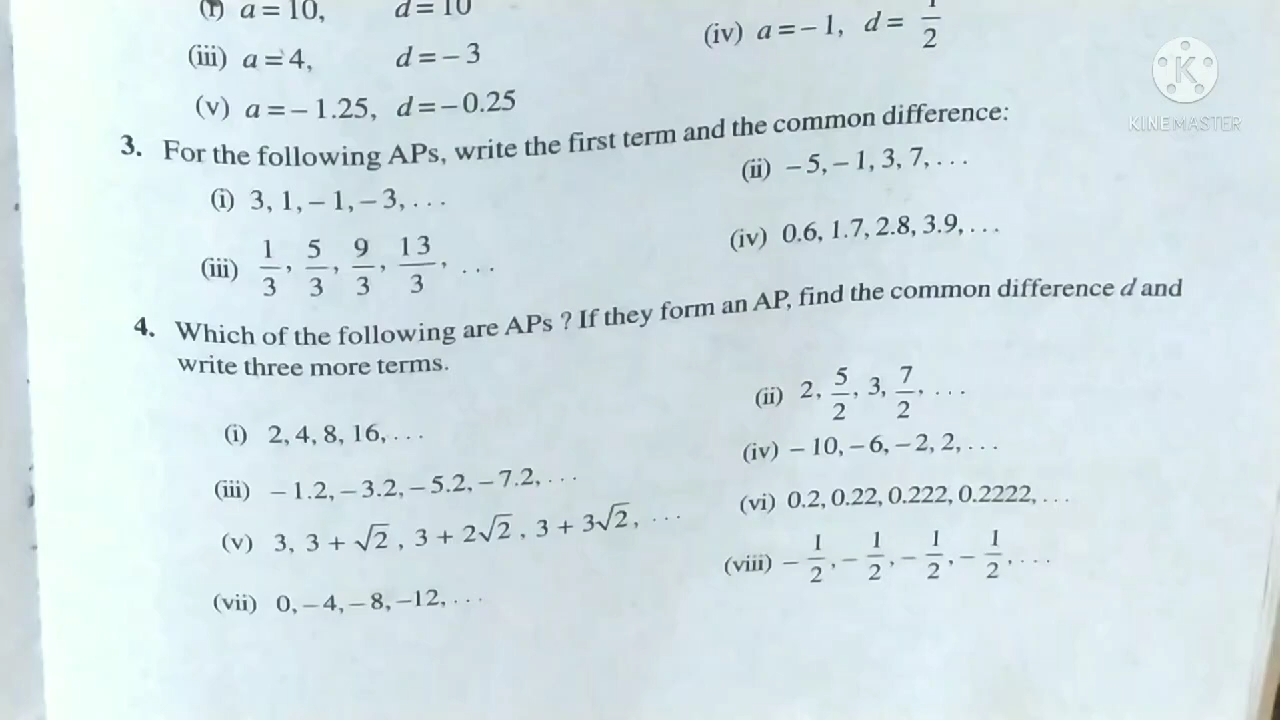 (i) a = 10, d = 10
(iv) a = – 1, d = 1/2
(iii) a = 4, d = – 3
(v) a = – 1.25, d = – 0.25
3. For the following APs, write the first term and the common difference:
(i) 3, 1, – 1, – 3, . . .
(ii) – 5, – 1, 3, 7, . . .
(iii) 1/3, 5/3, 9/3, 13/3, . . .
(iv) 0.6, 1.7, 2.8, 3.9, . . .
4. Which of the following are APs ? If they form an AP, find the common difference d and
write three more terms.
(i) 2, 4, 8, 16, . . .
(ii) 2, 5/2, 3, 7/2, . . .
(iii) – 1.2, – 3.2, – 5.2, – 7.2, . . .
(iv) – 10, – 6, – 2, 2, . . .
(v) 3, 3 + √2, 3 + 2√2, 3 + 3√2, . . .
(vi) 0.2, 0.22, 0.222, 0.2222, . . .
(vii) 0, – 4, – 8, –12, . . .
(viii) – 1/2, – 1/2, – 1/2, – 1/2, . . . .
K
KINEMASTER